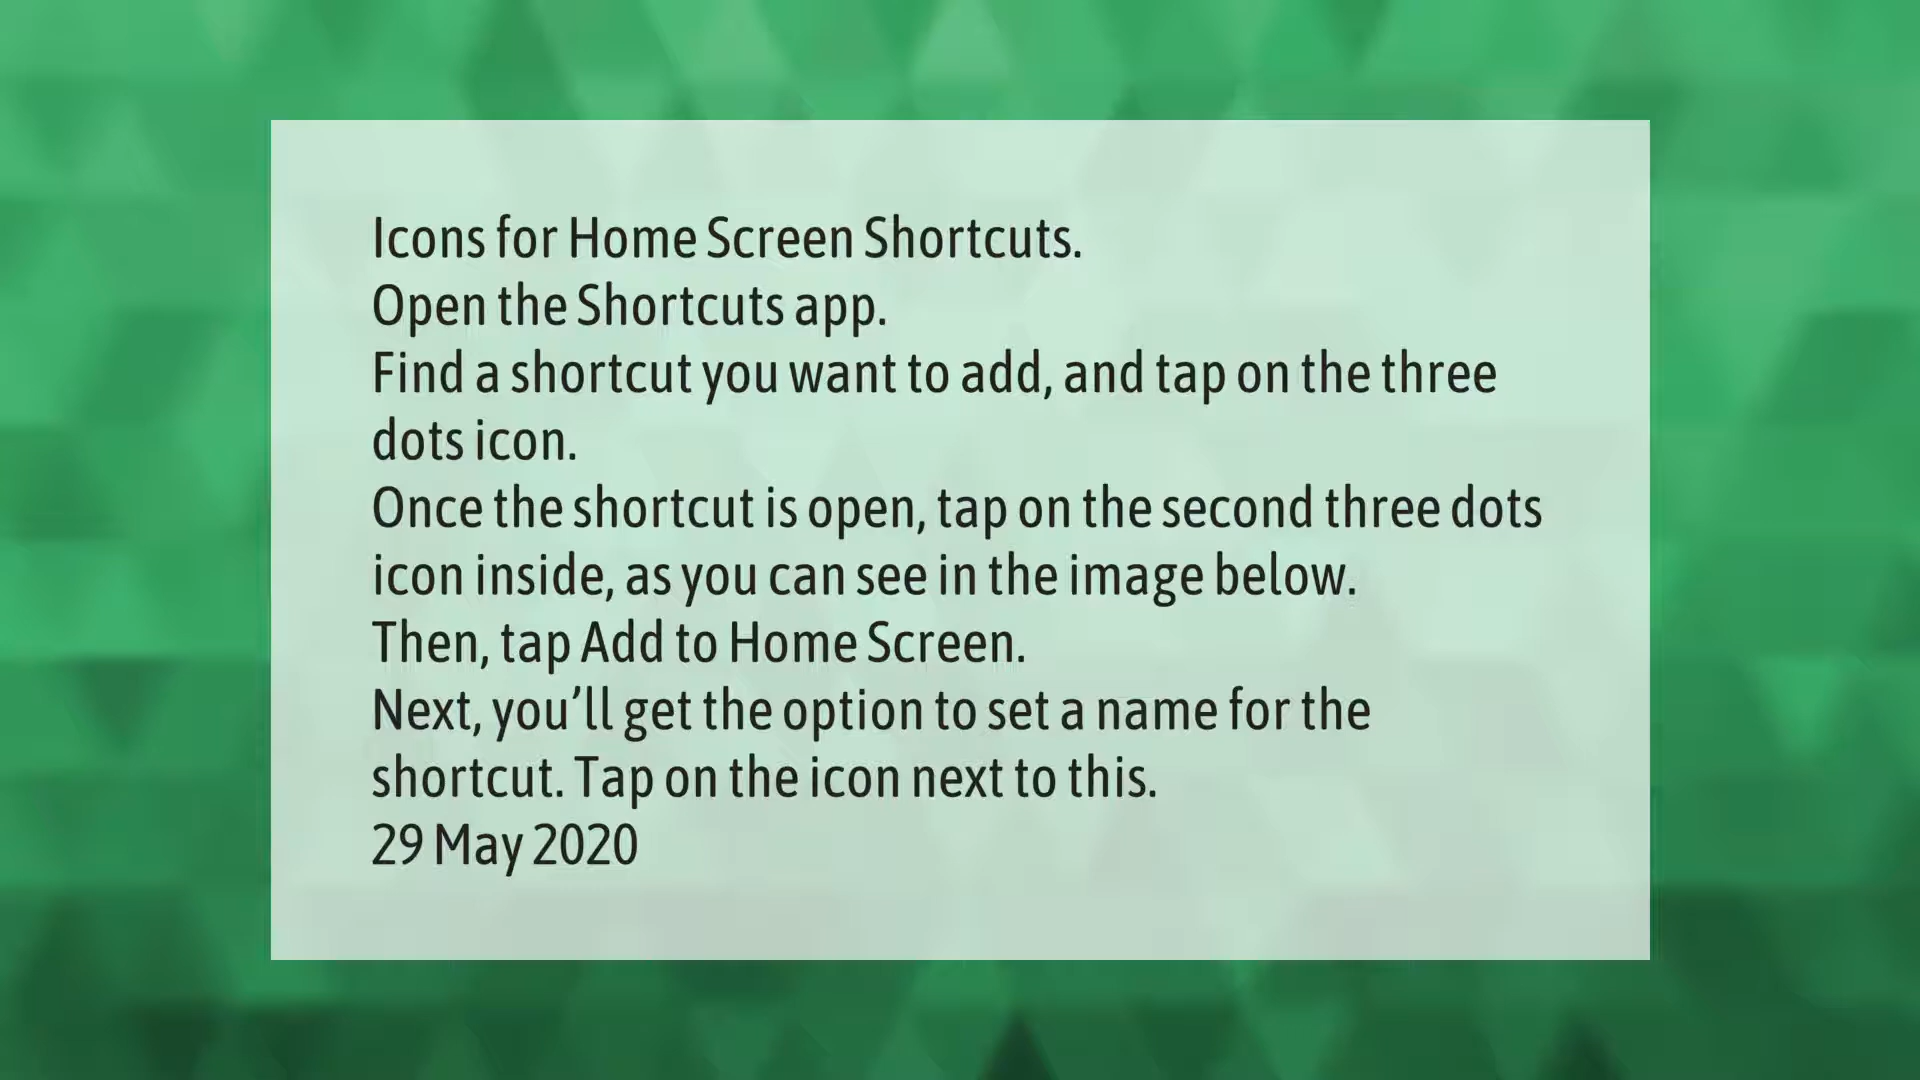 Icons for Home Screen Shortcuts.
Open the Shortcuts app.
Find a shortcut you want to add, and tap on the three
dots icon.
Once the shortcut is open, tap on the second three dots
icon inside, as you can see in the image below.
Then, tap Add to Home Screen.
Next, you’ll get the option to set a name for the
shortcut. Tap on the icon next to this.
29 May 2020